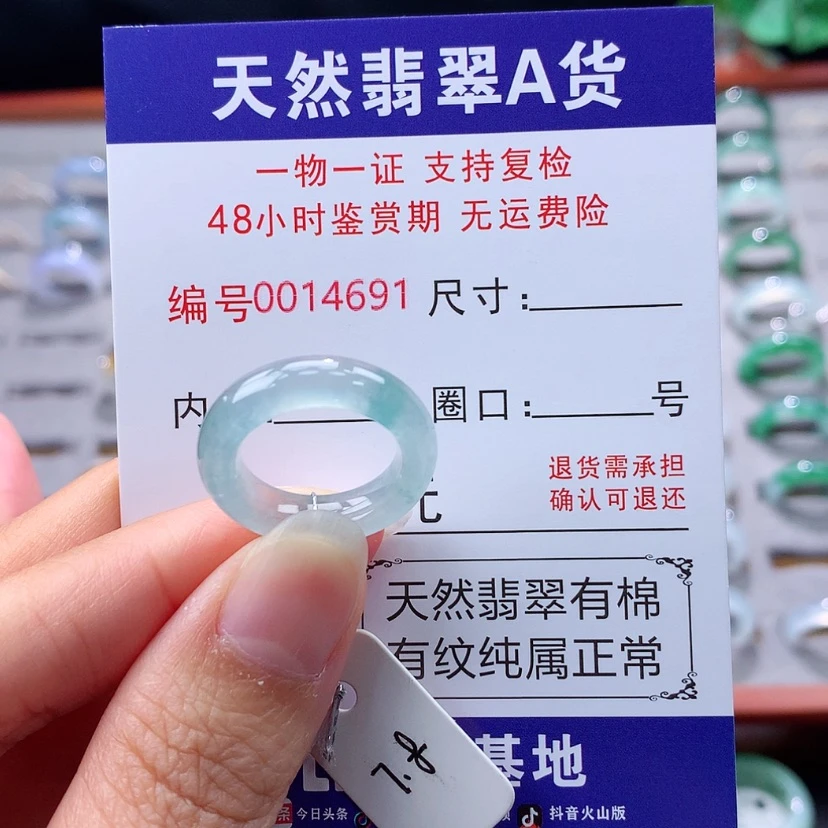 天然翡翠A货
一物一证 支持复检
48小时鉴赏期 无运费险
编号0014691 尺寸:
内 圈口: 号
元
退货需承担
确认可退还
天然翡翠有棉
有纹纯属正常
基地
今日头条 抖音火山版
7.8